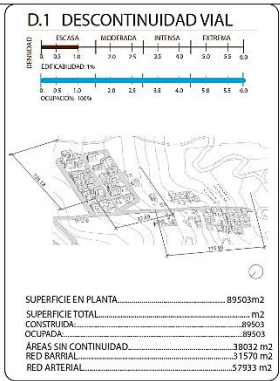 D.1 DESCONTINUIDAD VIAL
DENSIDAD
ESCASA MODERADA INTENSA EXTREMA
0 0.5 1.0 2.0 2.5 3.5 4.0 5.0 5.5 6.0
EDIFICABILIDAD: 1%
0 0.5 1.0 2.0 2.5 3.5 4.0 5.0 5.5 6.0
OCUPACIÓN: 100%
SUPERFICIE EN PLANTA 89503m2
SUPERFICIE TOTAL m2
CONSTRUIDA: 89503
OCUPADA: 89503
ÁREAS SIN CONTINUIDAD 38032 m2
RED BARRIAL 31570 m2
RED ARTERIAL 57933 m2